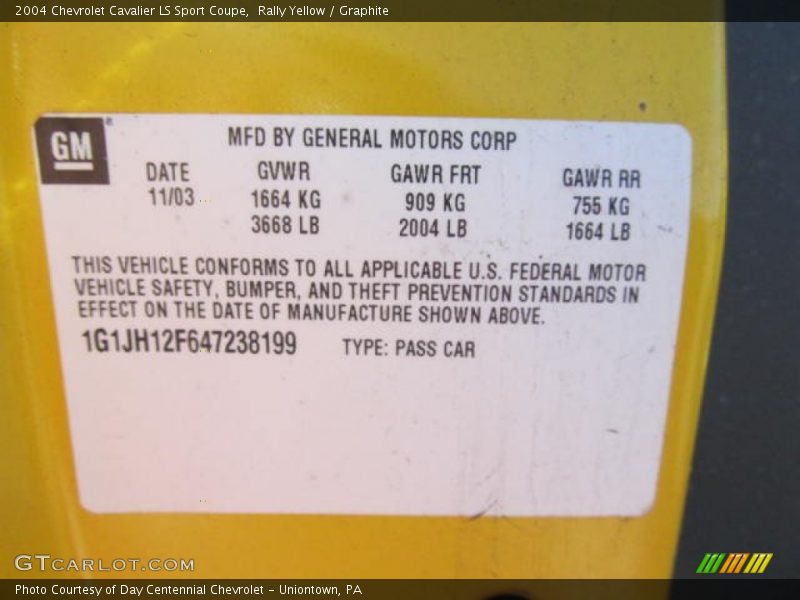 2004 Chevrolet Cavalier LS Sport Coupe,  Rally Yellow / Graphite
GM®
MFD BY GENERAL MOTORS CORP
DATE GVWR GAWR FRT GAWR RR
11/03 1664 KG 909 KG 755 KG
3668 LB 2004 LB 1664 LB
THIS VEHICLE CONFORMS TO ALL APPLICABLE U.S. FEDERAL MOTOR
VEHICLE SAFETY, BUMPER, AND THEFT PREVENTION STANDARDS IN
EFFECT ON THE DATE OF MANUFACTURE SHOWN ABOVE.
1G1JH12F647238199 TYPE: PASS CAR
GTCARLOT.COM
Photo Courtesy of Day Centennial Chevrolet - Uniontown, PA